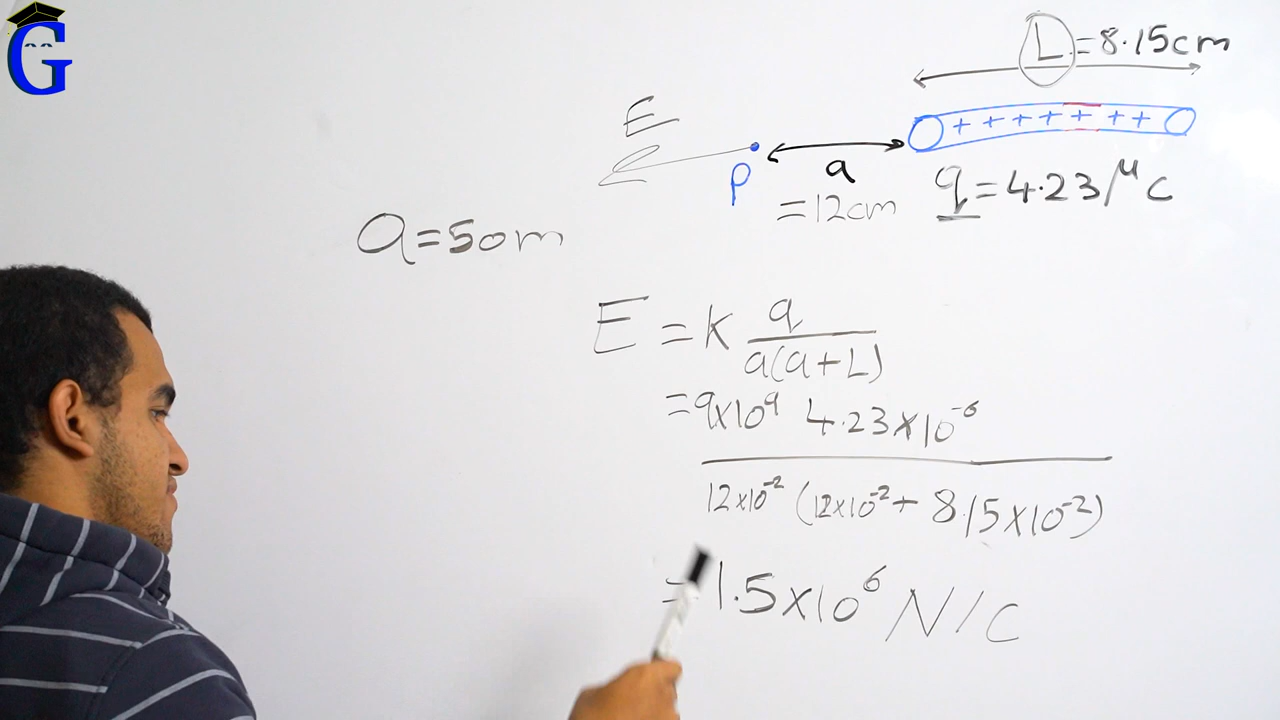 G
L = 8.15cm
+ + + + + + +
E
P
a
= 12cm
q = 4.23 μC
a = 50m
E = k q / a(a+L)
= 9x10⁹ 4.23x10⁻⁶
12x10⁻² (12x10⁻² + 8.15x10⁻²)
= 1.5x10⁶ N/C